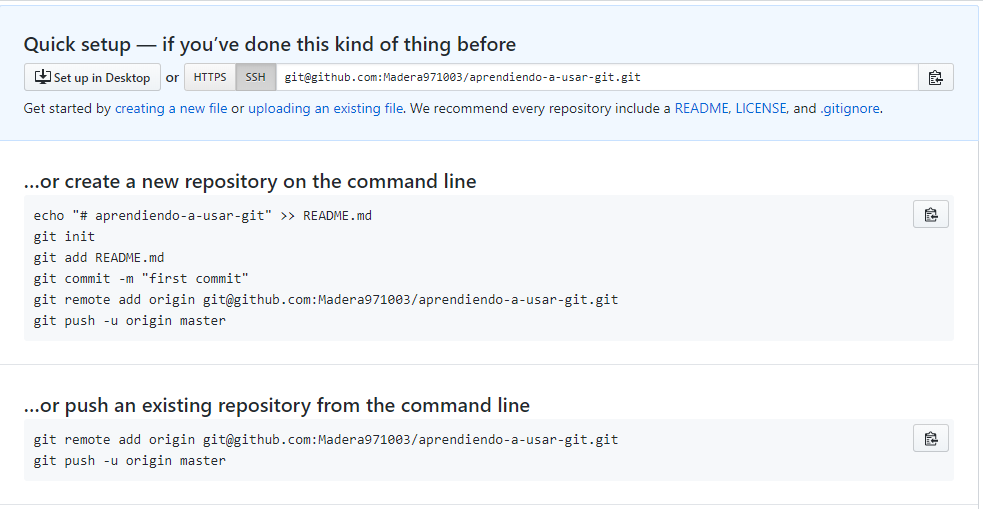 Quick setup — if you’ve done this kind of thing before
Set up in Desktop or HTTPS SSH git@github.com:Madera971003/aprendiendo-a-usar-git.git
Get started by creating a new file or uploading an existing file. We recommend every repository include a README, LICENSE, and .gitignore.
…or create a new repository on the command line
echo "# aprendiendo-a-usar-git" >> README.md
git init
git add README.md
git commit -m "first commit"
git remote add origin git@github.com:Madera971003/aprendiendo-a-usar-git.git
git push -u origin master
…or push an existing repository from the command line
git remote add origin git@github.com:Madera971003/aprendiendo-a-usar-git.git
git push -u origin master